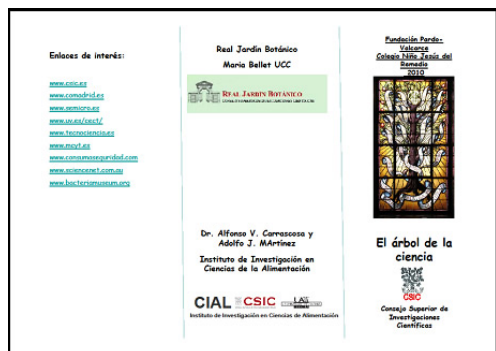 Enlaces de interés:
www.csic.es
www.comadrid.es
www.semicro.es
www.uv.es/cect/
www.tecnociencia.es
www.mcyt.es
www.consumaseguridad.com
www.sciencenet.com.au
www.bacteriamuseum.org
Real Jardín Botánico
Maria Bellet UCC
REAL JARDIN BOTÁNICO
Dr. Alfonso V. Carrascosa y
Adolfo J. MArtínez
Instituto de Investigación en
Ciencias de la Alimentación
CIAL CSIC
Instituto de Investigación en Ciencias de Alimentación
Fundación Pardo-
Valcarce
Colegio Niño Jesús del
Remedio
2010
El árbol de la
ciencia
CSIC
Consejo Superior de
Investigaciones
Científicas